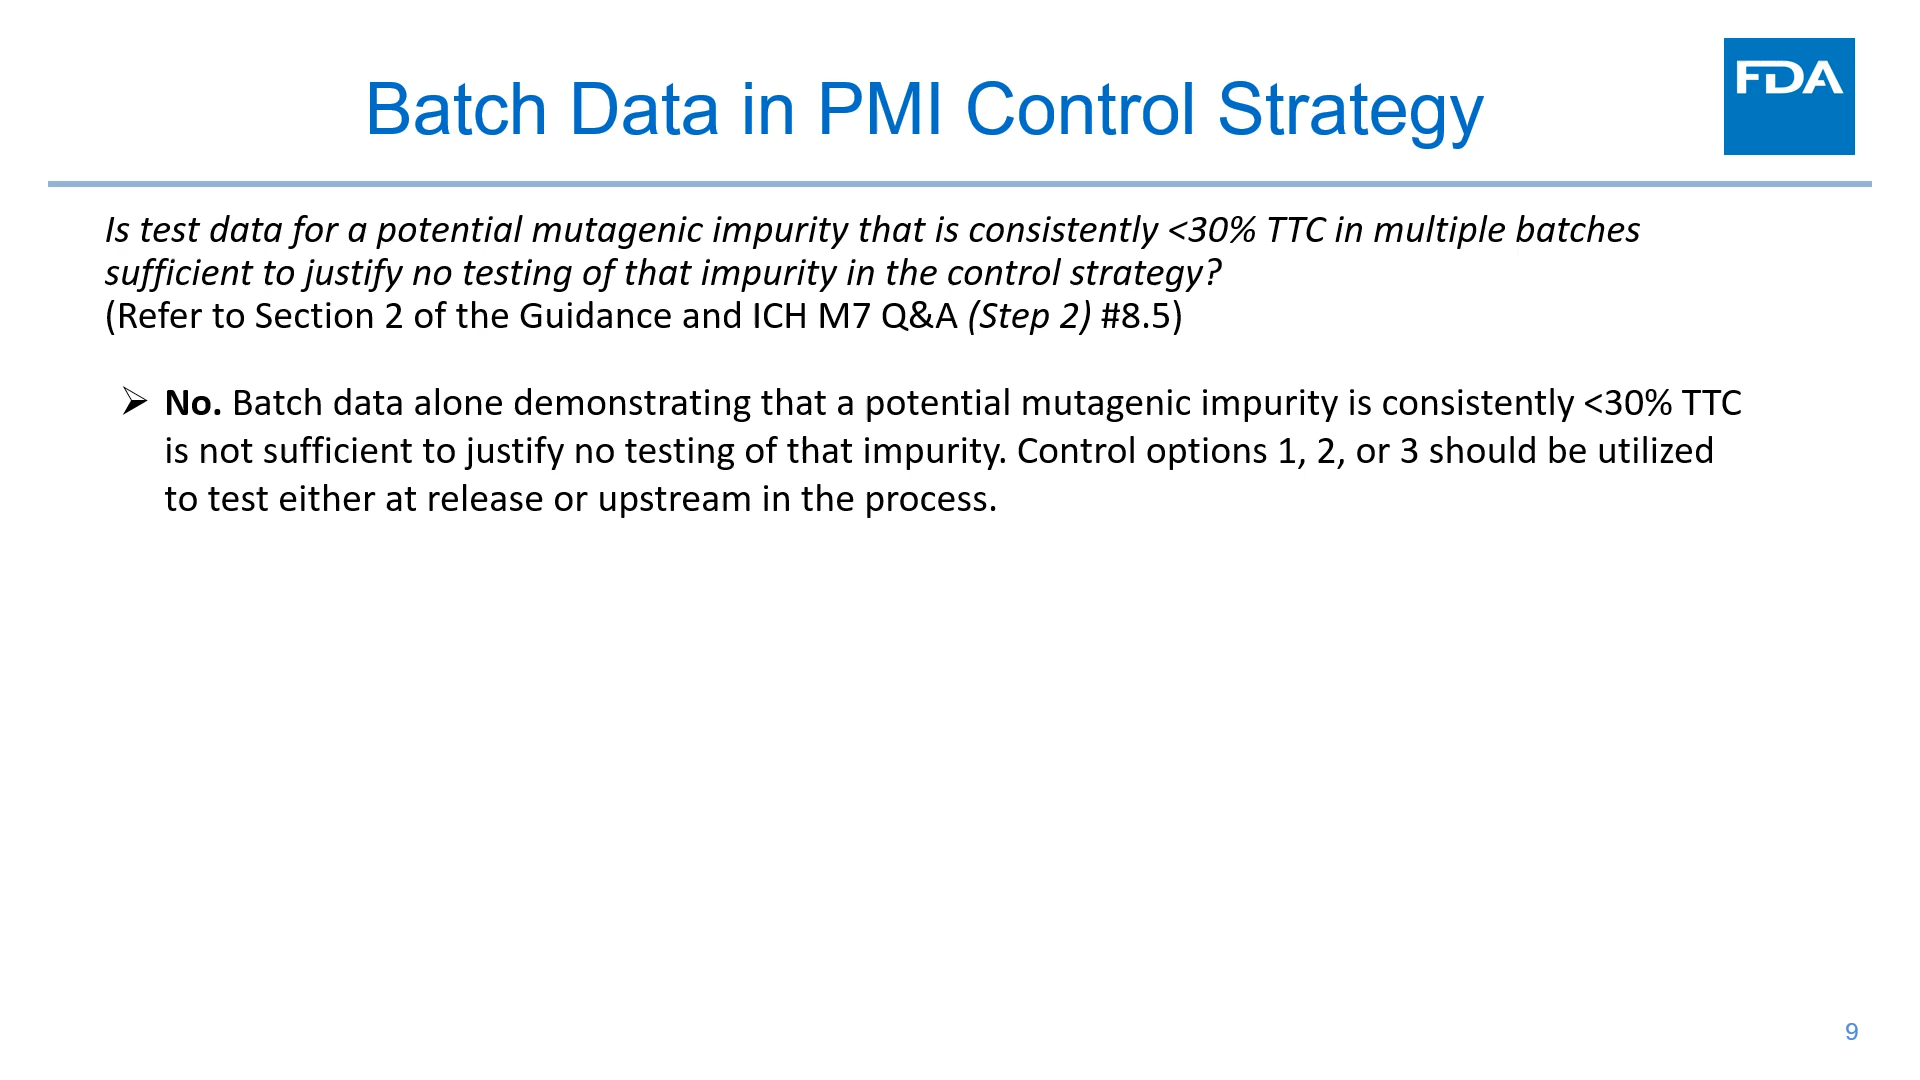 Batch Data in PMI Control Strategy
FDA
Is test data for a potential mutagenic impurity that is consistently <30% TTC in multiple batches
sufficient to justify no testing of that impurity in the control strategy?
(Refer to Section 2 of the Guidance and ICH M7 Q&A (Step 2) #8.5)
➢ No. Batch data alone demonstrating that a potential mutagenic impurity is consistently <30% TTC
is not sufficient to justify no testing of that impurity. Control options 1, 2, or 3 should be utilized
to test either at release or upstream in the process.
9